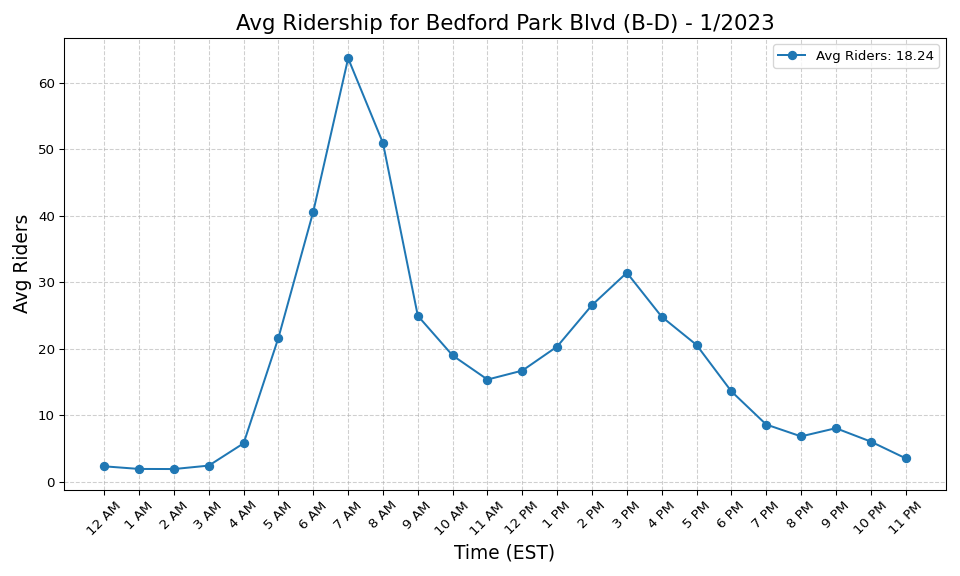 Avg Ridership for Bedford Park Blvd (B-D) - 1/2023
Avg Riders: 18.24
Avg Riders
60
50
40
30
20
10
0
12 AM
1 AM
2 AM
3 AM
4 AM
5 AM
6 AM
7 AM
8 AM
9 AM
10 AM
11 AM
12 PM
1 PM
2 PM
3 PM
4 PM
5 PM
6 PM
7 PM
8 PM
9 PM
10 PM
11 PM
Time (EST)